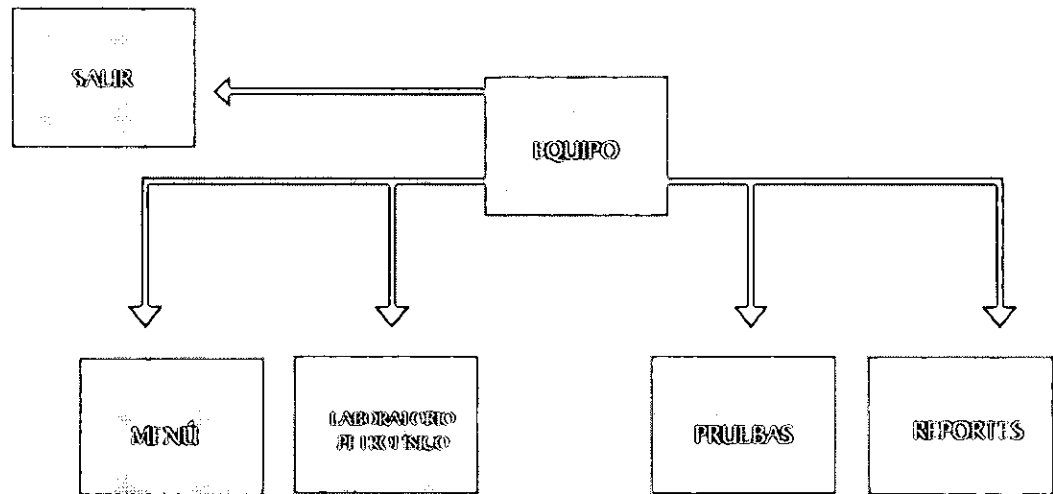 SALIR
EQUIPO
MENÚ
LABORATORIO
PRUEBAS
REPORTES